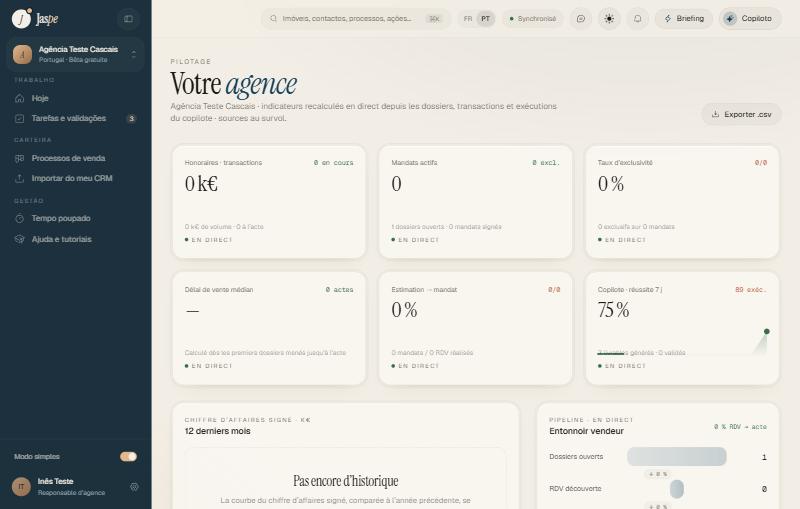 Jaspe
Imóveis, contactos, processos, ações...
⌘K
FR PT
Synchronisé
Briefing
Copiloto
Agência Teste Cascais
Portugal · Bêta gratuite
TRABALHO
Hoje
Tarefas e validações 3
CARTEIRA
Processos de venda
Importar do meu CRM
GESTÃO
Tempo poupado
Ajuda e tutoriais
Modo simples
IT
Inês Teste
Responsable d'agence
PILOTAGE
Votre agence
Agência Teste Cascais · indicateurs recalculés en direct depuis les dossiers, transactions et exécutions
du copilote · sources au survol.
Exporter .csv
Honoraires · transactions 0 en cours
0 k€
0 k€ de volume · 0 à l'acte
EN DIRECT
Mandats actifs 0 excl.
0
1 dossiers ouverts · 0 mandats signés
EN DIRECT
Taux d'exclusivité 0/0
0 %
0 exclusifs sur 0 mandats
EN DIRECT
Délai de vente médian 0 actes
—
Calculé dès les premiers dossiers menés jusqu'à l'acte
EN DIRECT
Estimation → mandat 0/0
0 %
0 mandats / 0 RDV réalisés
EN DIRECT
Copilote · réussite 7 j 89 exéc.
75 %
générés · 0 validés
EN DIRECT
CHIFFRE D'AFFAIRES SIGNÉ · K€
12 derniers mois
Pas encore d'historique
La courbe du chiffre d'affaires signé, comparée à l'année précédente, se
PIPELINE · EN DIRECT
Entonnoir vendeur
0 % RDV → acte
Dossiers ouverts 1
↓ 0 %
RDV découverte 0
↓ 0 %